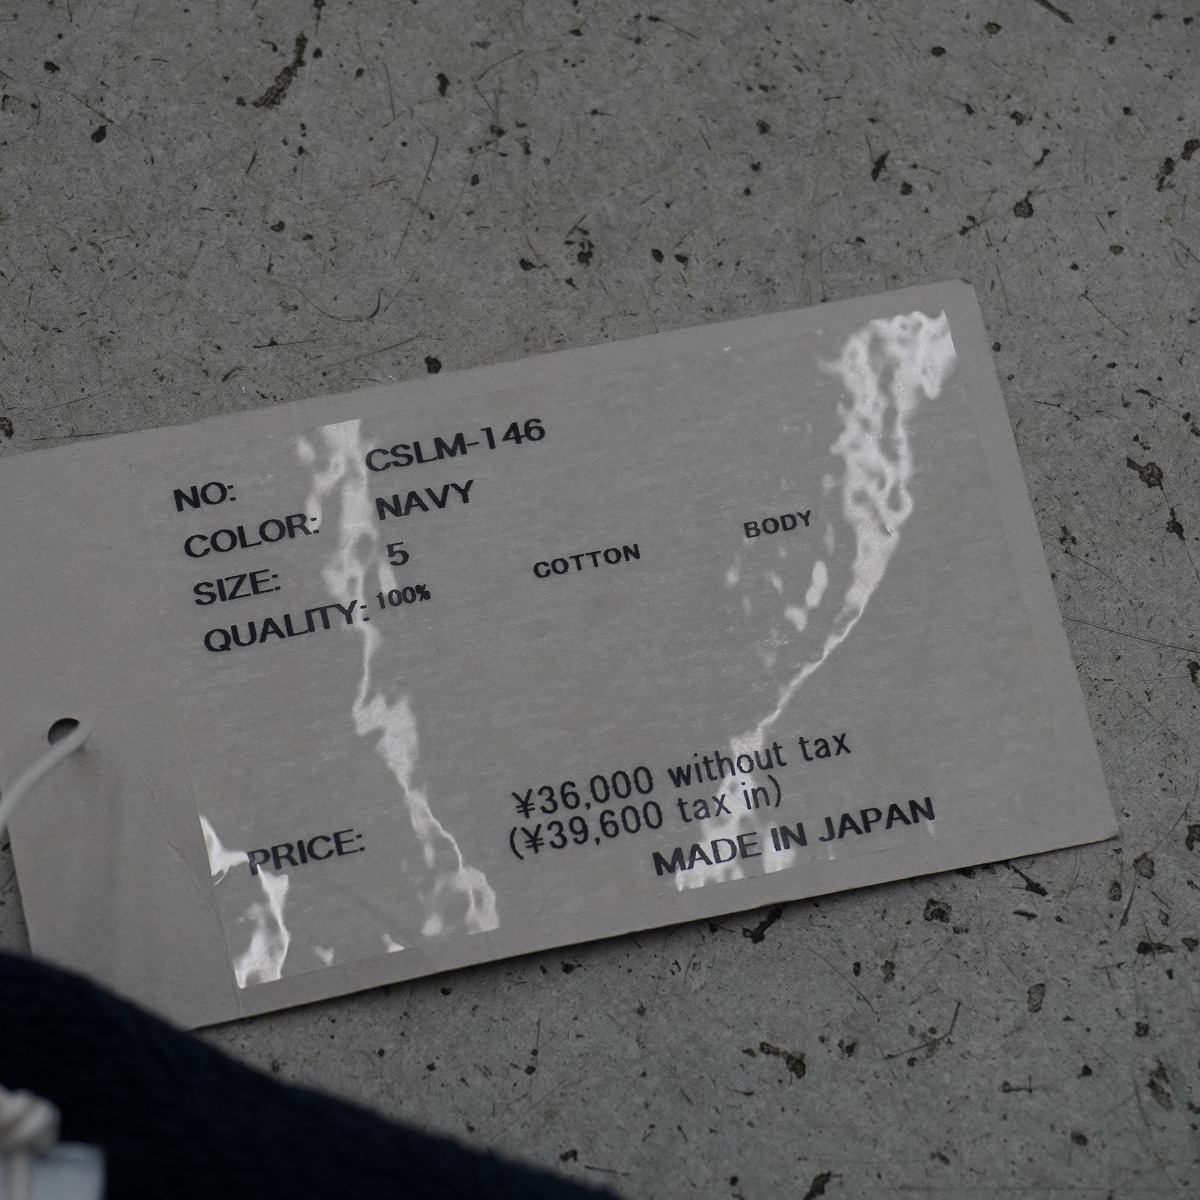 NO: CSLM-146
COLOR: NAVY
SIZE: 5
QUALITY: 100% COTTON BODY
PRICE: ¥36,000 without tax
(¥39,600 tax in)
MADE IN JAPAN